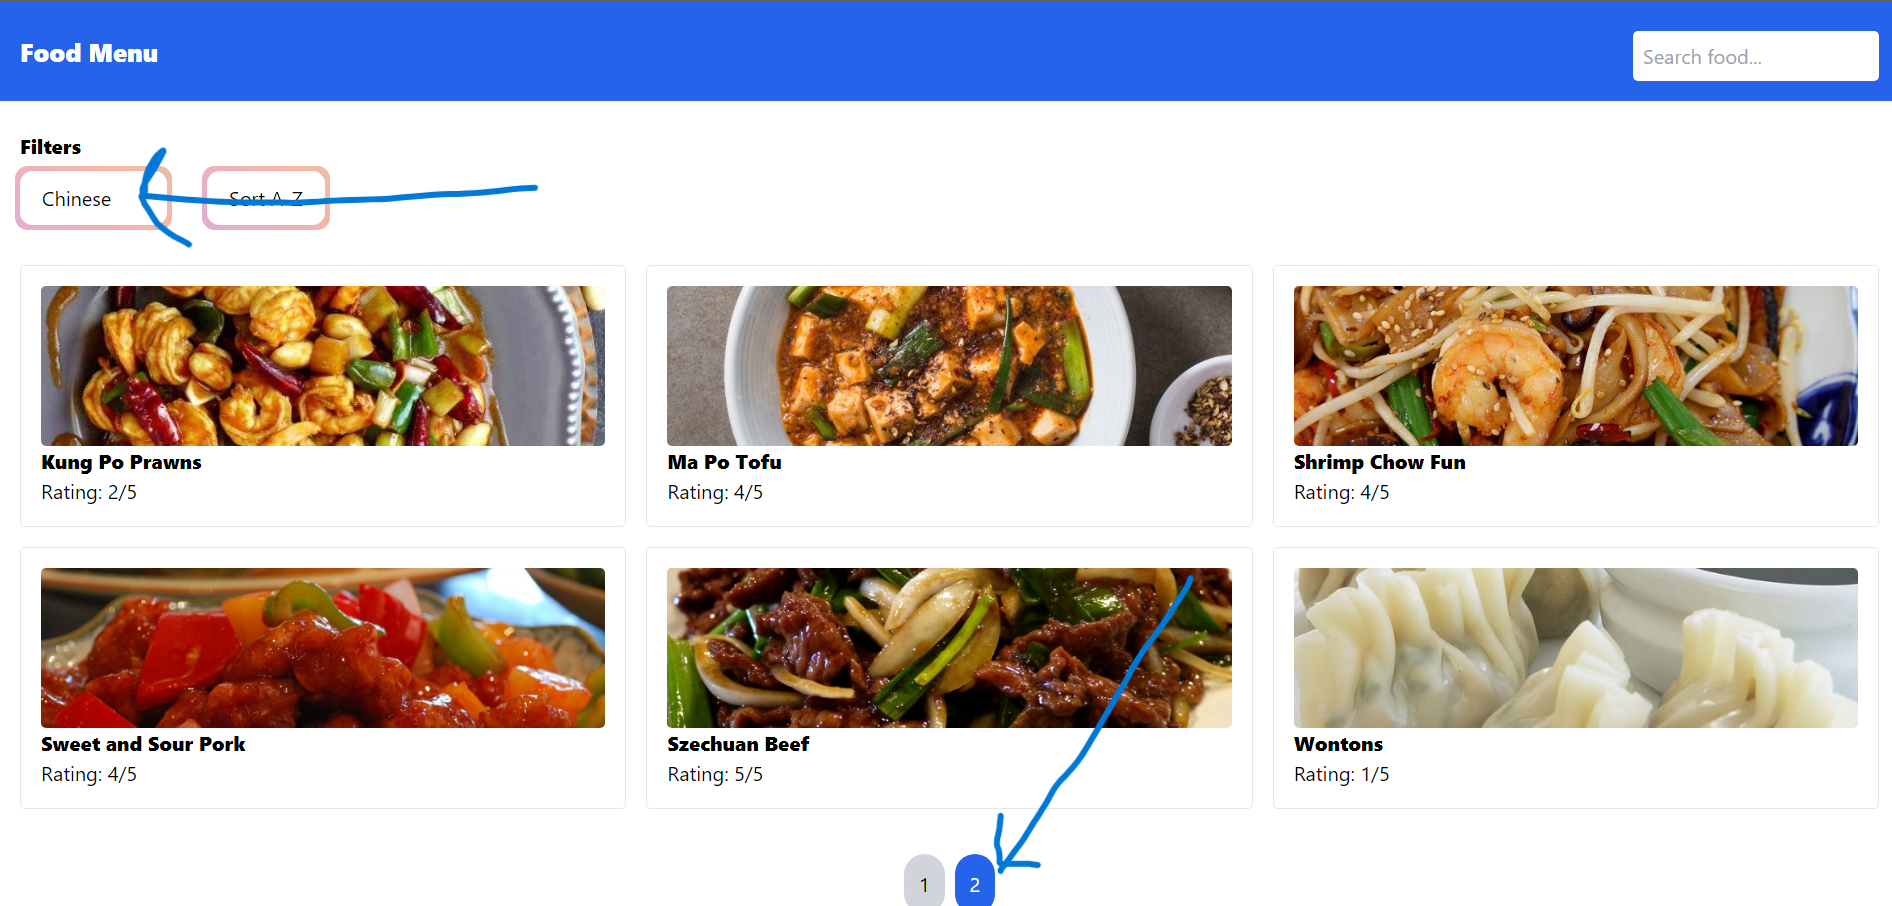 Food Menu
Search food...
Filters
Chinese
Sort A-Z
Kung Po Prawns
Rating: 2/5
Ma Po Tofu
Rating: 4/5
Shrimp Chow Fun
Rating: 4/5
Sweet and Sour Pork
Rating: 4/5
Szechuan Beef
Rating: 5/5
Wontons
Rating: 1/5
1
2